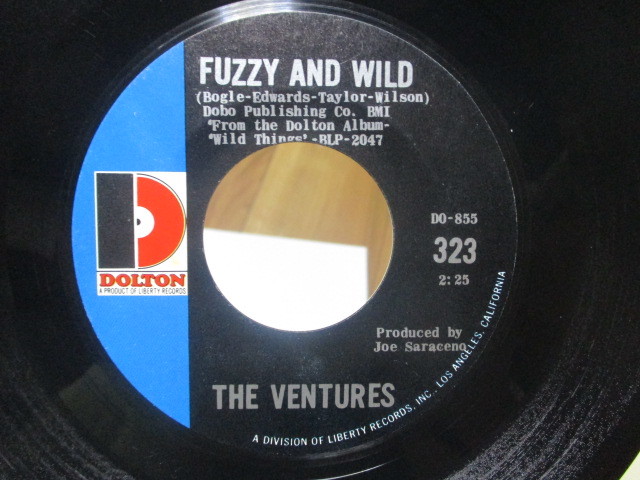 FUZZY AND WILD
(Bogle-Edwards-Taylor-Wilson)
Dobo Publishing Co. BMI
"From the Dolton Album-
'Wild Things'-BLP-2047
DO-855
323
2:25
DOLTON
A PRODUCT OF LIBERTY RECORDS
Produced by
Joe Saraceno
THE VENTURES
A DIVISION OF LIBERTY RECORDS, INC., LOS ANGELES, CALIFORNIA